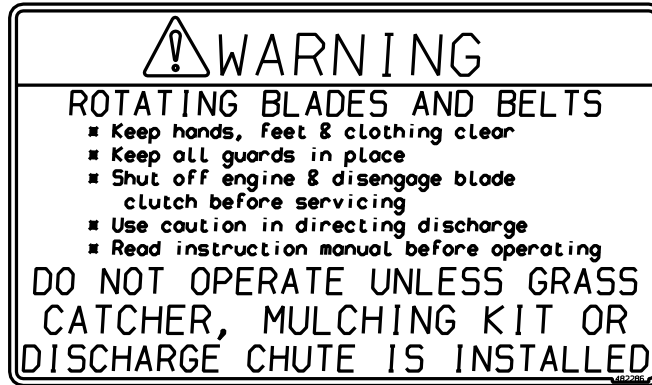 WARNING
ROTATING BLADES AND BELTS
⌗ Keep hands, feet & clothing clear
⌗ Keep all guards in place
⌗ Shut off engine & disengage blade
clutch before servicing
⌗ Use caution in directing discharge
⌗ Read instruction manual before operating
DO NOT OPERATE UNLESS GRASS
CATCHER, MULCHING KIT OR
DISCHARGE CHUTE IS INSTALLED
482286